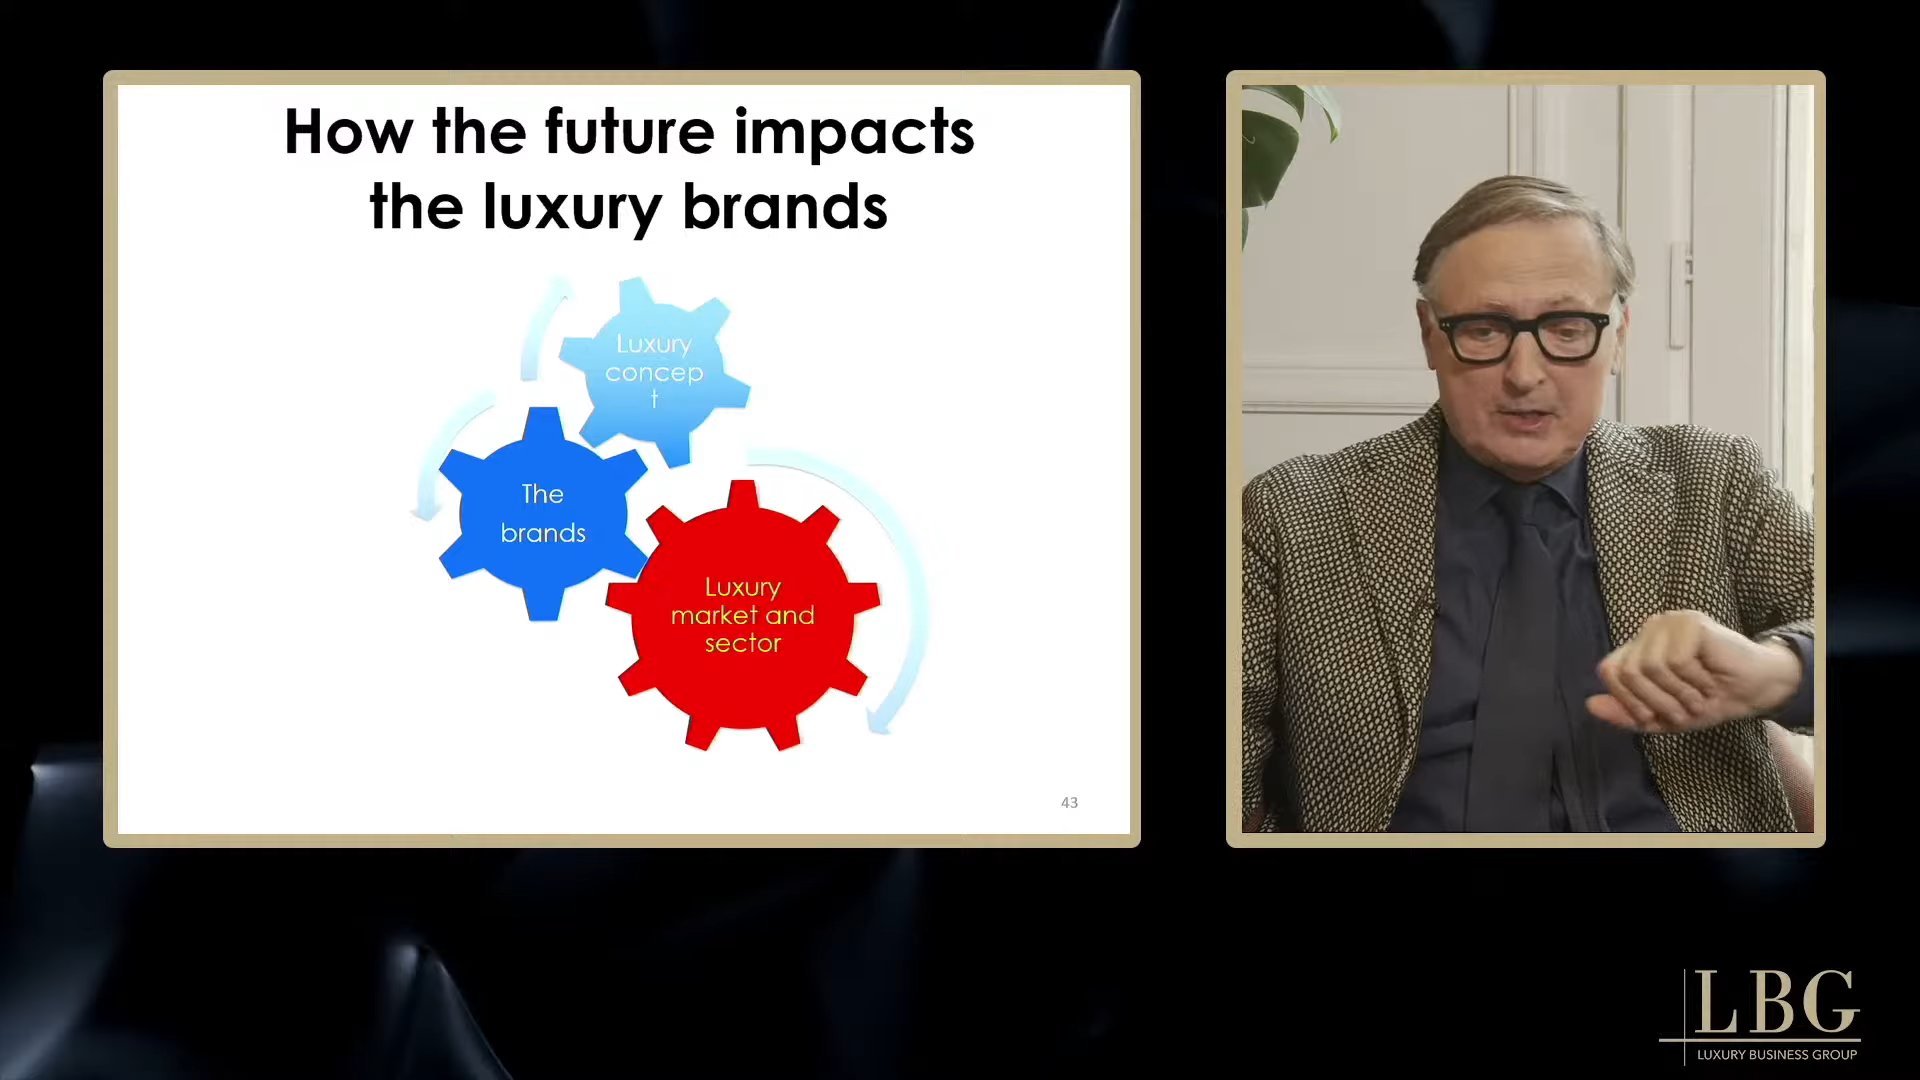 How the future impacts
the luxury brands
Luxury
concep
t
The
brands
Luxury
market and
sector
43
LBG
LUXURY BUSINESS GROUP